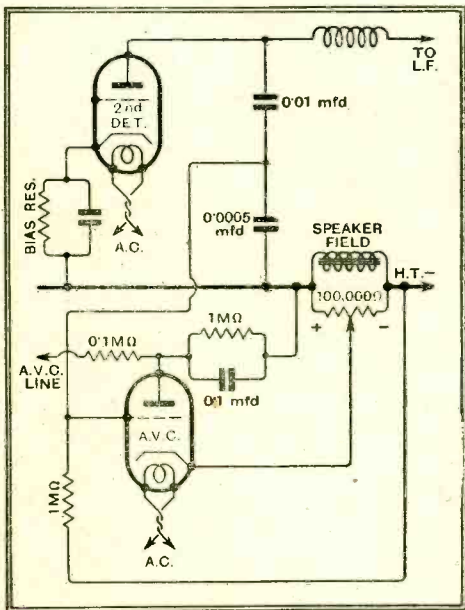 TO
L.F.
0·01 mfd
2nd
DET.
0·0005
mfd
BIAS RES.
A.C.
SPEAKER
FIELD
H.T.–
100,000Ω
+ –
1MΩ
0·1MΩ
A.V.C.
LINE
0·1 mfd
A.V.C.
1MΩ
A.C.